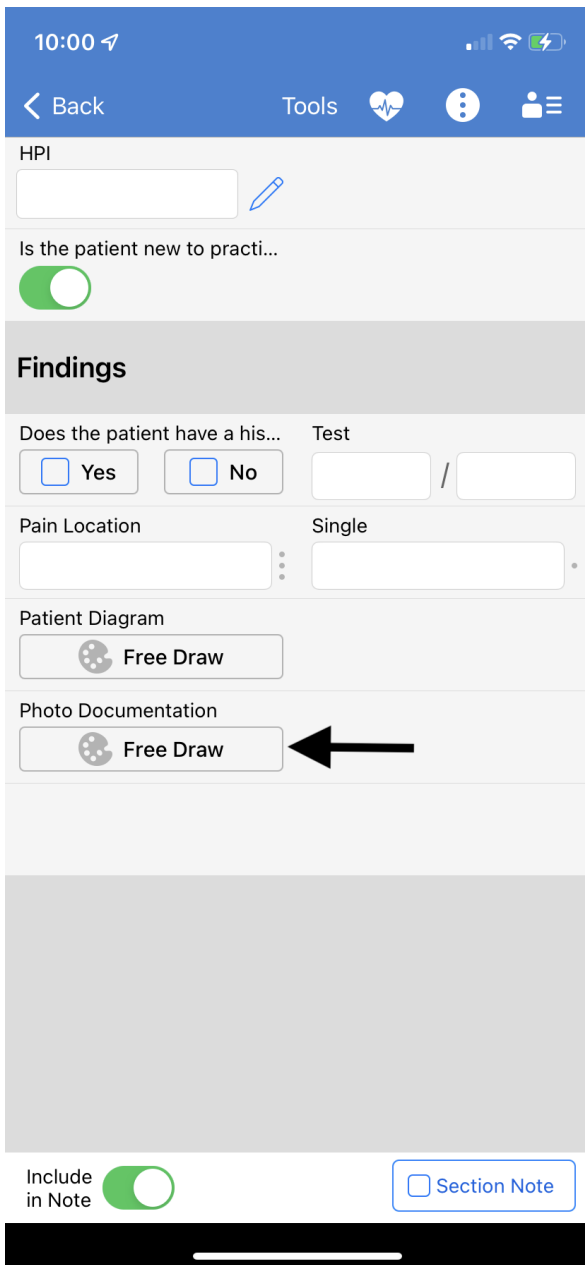 10:00
Back Tools
HPI
Is the patient new to practi...
Findings
Does the patient have a his... Test
Yes No /
Pain Location Single
Patient Diagram
Free Draw
Photo Documentation
Free Draw
Include
in Note
Section Note